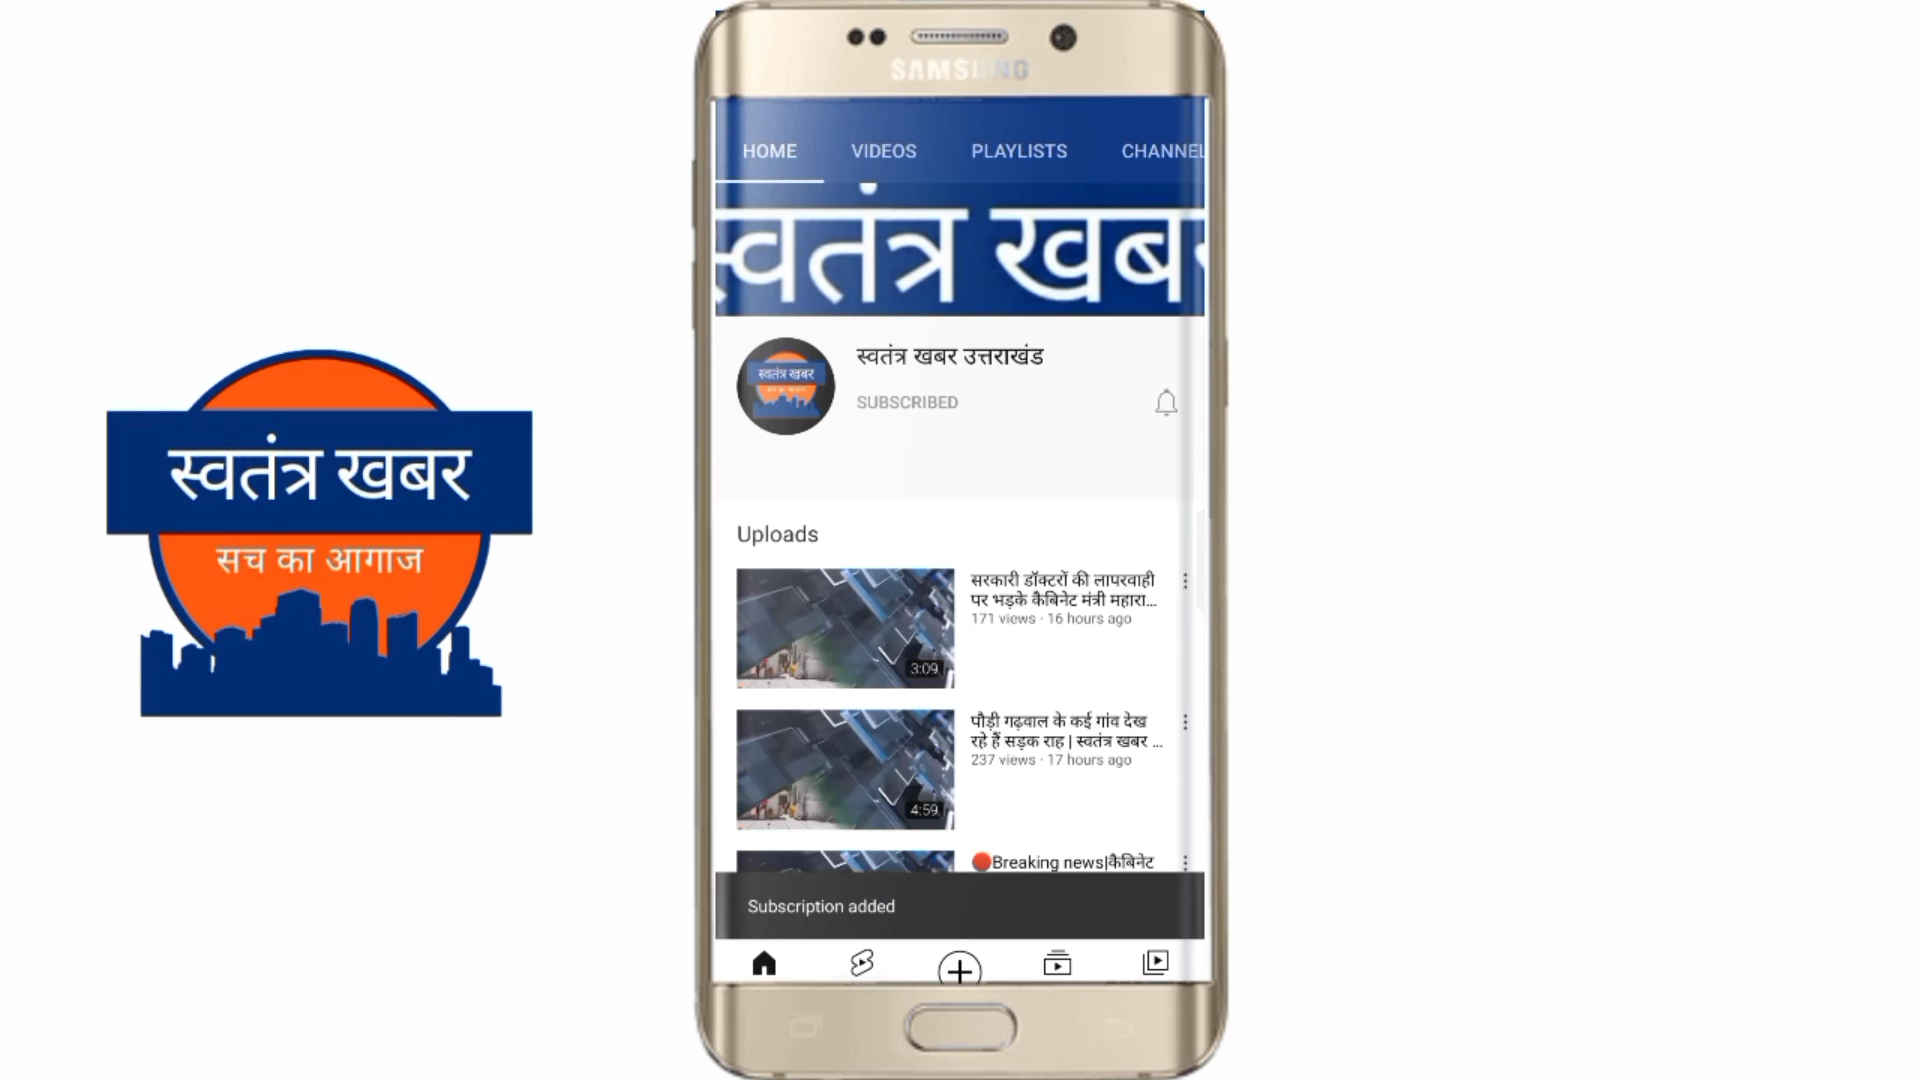 स्वतंत्र खबर
सच का आगाज
SAMSUNG
HOME VIDEOS PLAYLISTS CHANNEL
स्वतंत्र खबर
स्वतंत्र खबर
स्वतंत्र खबर उत्तराखंड
SUBSCRIBED
Uploads
सरकारी डॉक्टरों की लापरवाही
पर भड़के कैबिनेट मंत्री महारा...
171 views · 16 hours ago
3:09
पौड़ी गढ़वाल के कई गांव देख
रहे हैं सड़क राह | स्वतंत्र खबर ...
237 views · 17 hours ago
4:59
🔴Breaking news|कैबिनेट
Subscription added